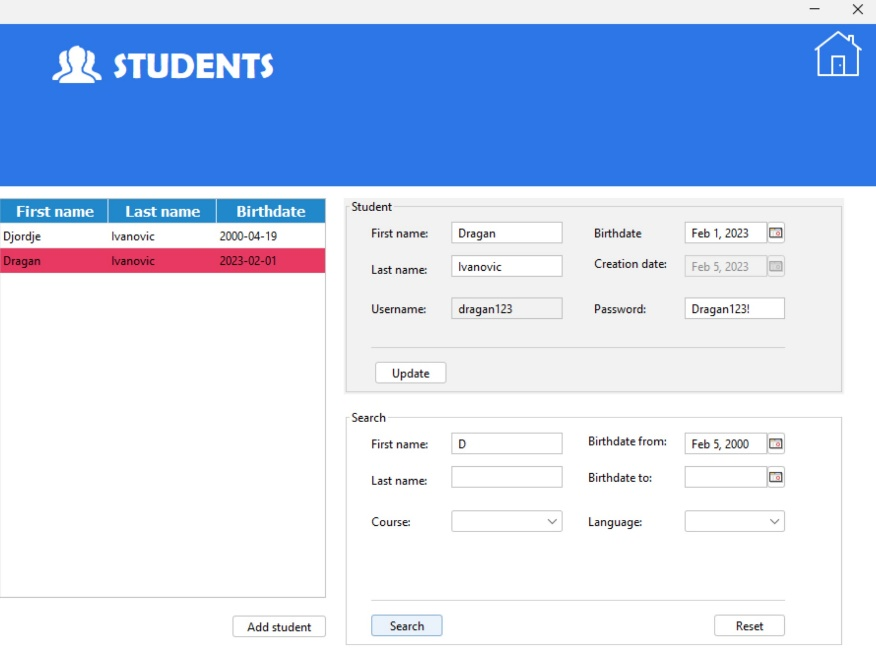 STUDENTS
First name Last name Birthdate
Djordje Ivanovic 2000-04-19
Dragan Ivanovic 2023-02-01
Add student
Student
First name: Dragan Birthdate Feb 1, 2023
Last name: Ivanovic Creation date: Feb 5, 2023
Username: dragan123 Password: Dragan123!
Update
Search
First name: D Birthdate from: Feb 5, 2000
Last name: Birthdate to:
Course: Language:
Search Reset